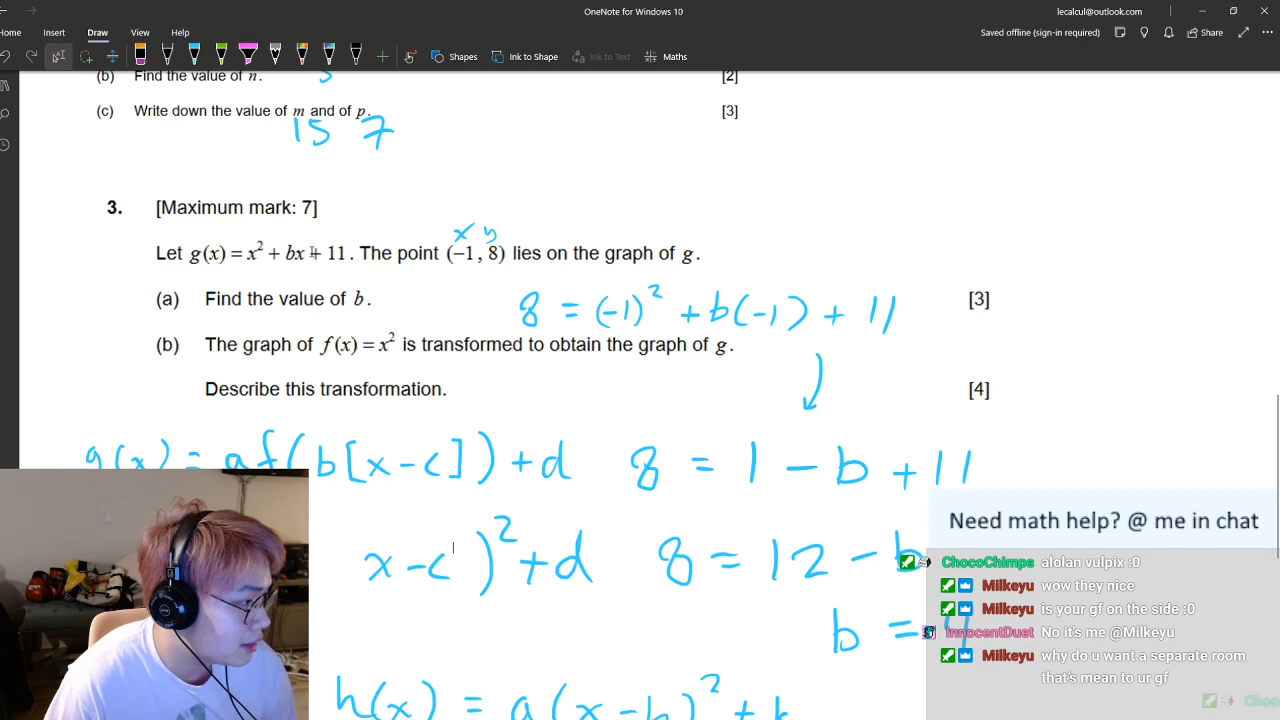 OneNote for Windows 10
lecalcul@outlook.com
Home Insert Draw View Help
Saved offline (sign-in required)
Share
Shapes
Ink to Shape
Ink to Text
Maths
(b) Find the value of n. [2]
(c) Write down the value of m and of p. [3]
15 7
3. [Maximum mark: 7]
x y
Let g(x) = x² + bx + 11. The point (−1, 8) lies on the graph of g.
(a) Find the value of b. [3]
8 = (-1)² + b(-1) + 11
(b) The graph of f(x) = x² is transformed to obtain the graph of g.
Describe this transformation. [4]
g(x) = af(b[x-c]) + d
8 = 1 - b + 11
x-c)² + d
8 = 12 - b
b = 4
h(x) = a(x-h)² + k
Need math help? @ me in chat
ChocoChimps alolan vulpix :0
Milkeyu wow they nice
Milkeyu is your gf on the side :0
InnocentDuet No it's me @Milkeyu
Milkeyu why do u want a separate room
that's mean to ur gf